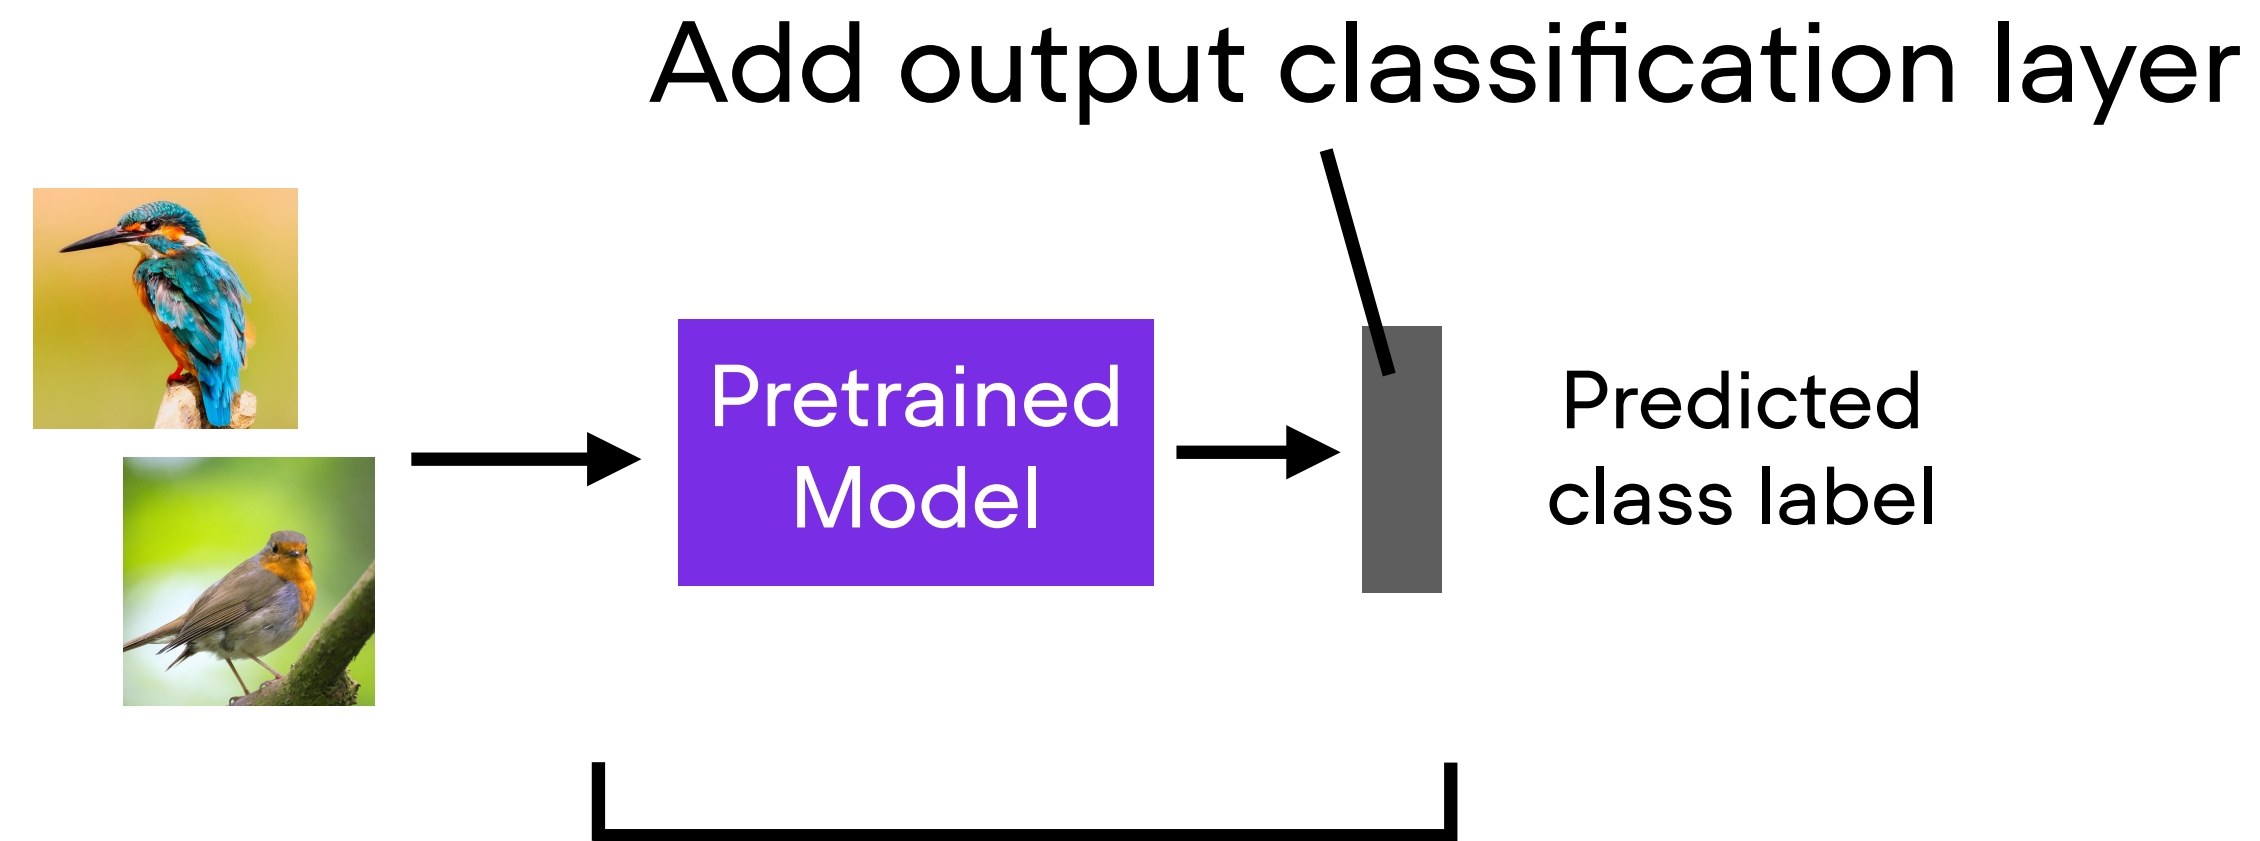 Add output classification layer
Pretrained
Model
Predicted
class label